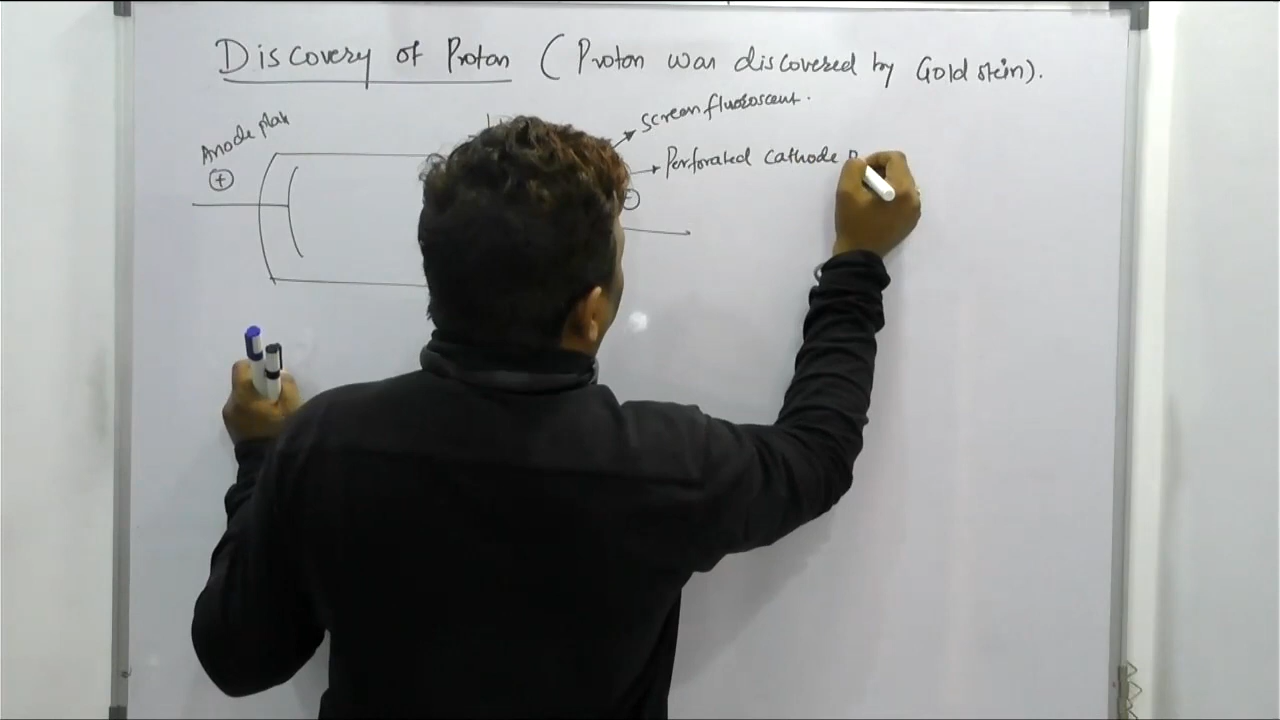 Discovery of Proton (Proton was discovered by Goldstein).
Anode plate
+
screen fluoroscent.
Perforated cathode P